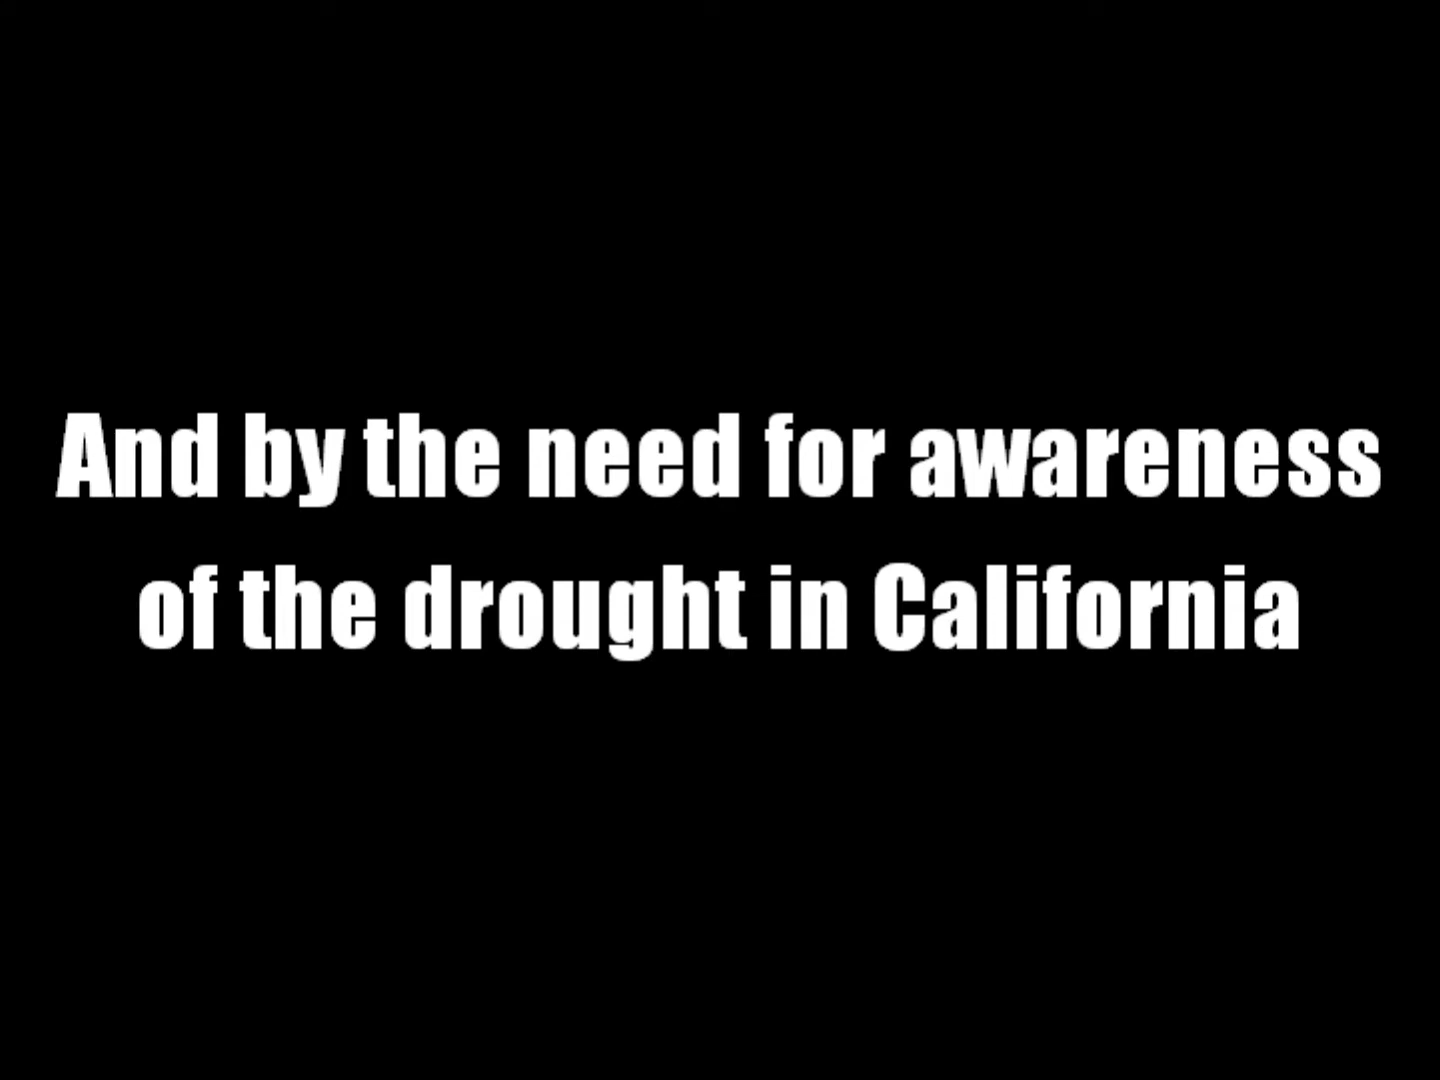 And by the need for awareness
of the drought in California